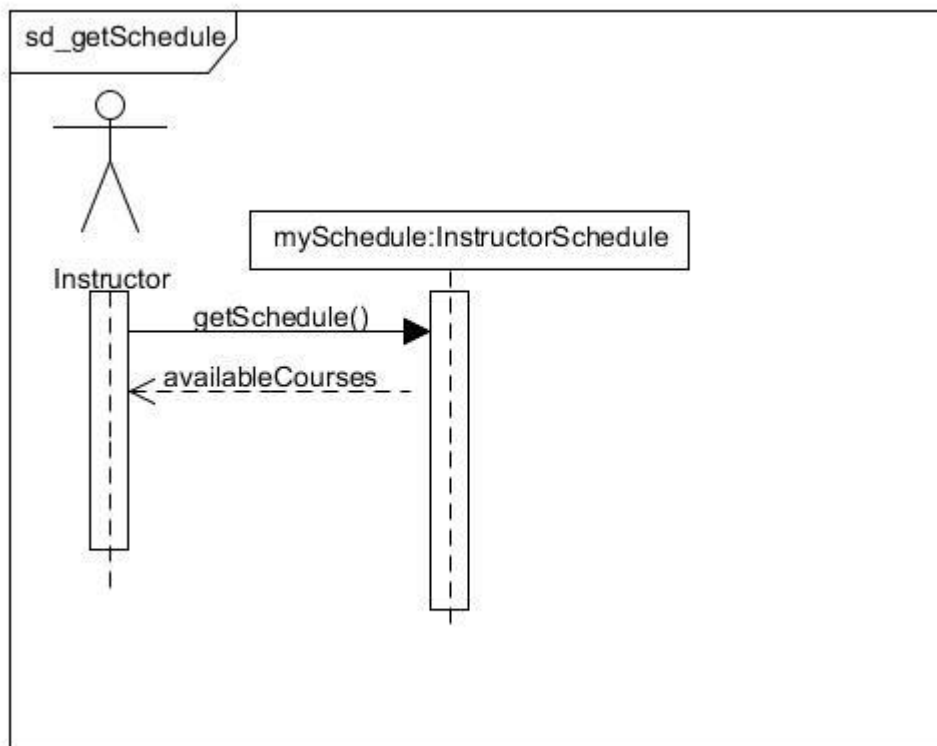 sd_getSchedule
mySchedule:InstructorSchedule
Instructor
getSchedule()
availableCourses